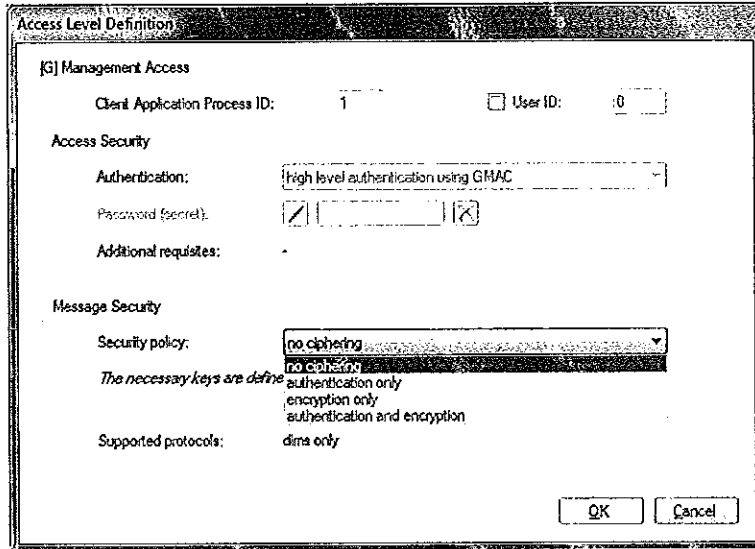 Access Level Definition
[G] Management Access
Client Application Process ID: 1 User ID: 0
Access Security
Authentication: high level authentication using GMAC
Password (secret):
Additional requisites: -
Message Security
Security policy: no ciphering
no ciphering
The necessary keys are define authentication only
encryption only
authentication and encryption
Supported protocols: dlms only
OK Cancel